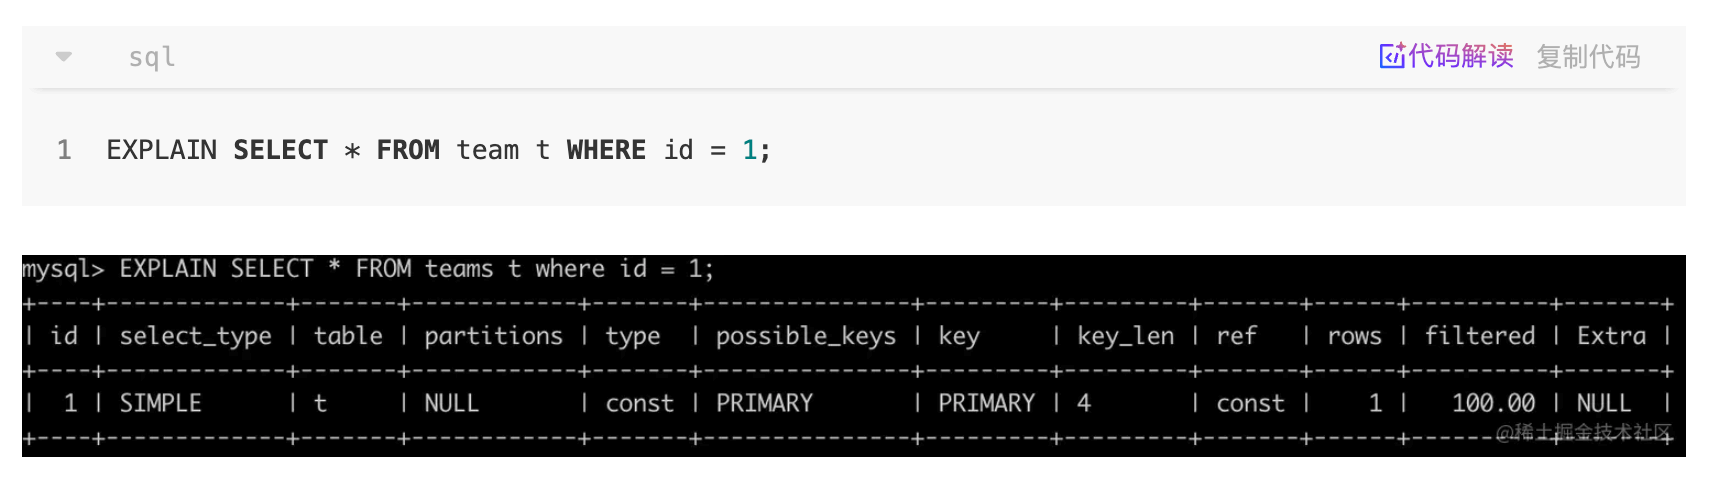 sql 代码解读 复制代码
1 EXPLAIN SELECT * FROM team t WHERE id = 1;
mysql> EXPLAIN SELECT * FROM teams t where id = 1;
+----+-------------+-------+------------+-------+---------------+---------+---------+-------+------+----------+-------+
| id | select_type | table | partitions | type  | possible_keys | key     | key_len | ref   | rows | filtered | Extra |
+----+-------------+-------+------------+-------+---------------+---------+---------+-------+------+----------+-------+
|  1 | SIMPLE      | t     | NULL       | const | PRIMARY       | PRIMARY | 4       | const |    1 |   100.00 | NULL  |
+----+-------------+-------+------------+-------+---------------+---------+---------+-------+------+----------+-------+
@稀土掘金技术社区